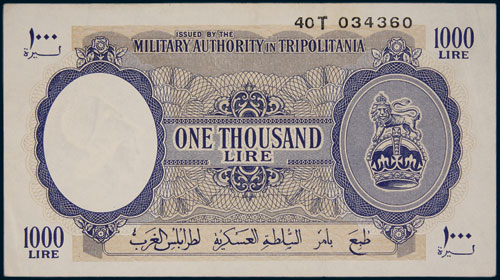 40T 034360
١٠٠٠
ليرة
ISSUED BY THE
MILITARY AUTHORITY IN TRIPOLITANIA
1000
LIRE
ONE THOUSAND
LIRE
1000
LIRE
طبع بامر السلطة العسكرية لطرابلس الغرب
١٠٠٠
ليرة